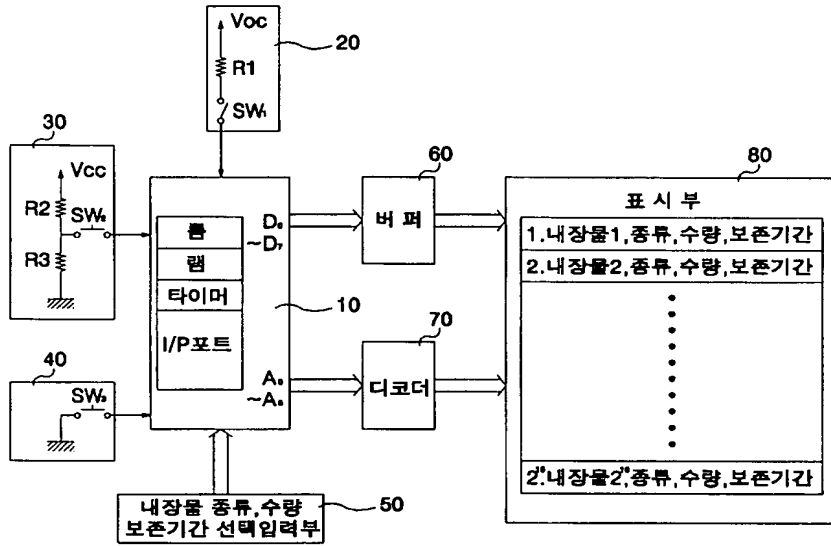 Voc
20
R1
SW₁
30
Vcc
R2
SW₂
R3
60
버 퍼
80
표 시 부
1.내장물1,종류,수량,보존기간
2.내장물2,종류,수량,보존기간
롬
램
타이머
I/P포트
D₀
~D₇
10
70
디코더
A₀
40
SW₃
내장물 종류,수량
보존기간 선택입력부
50